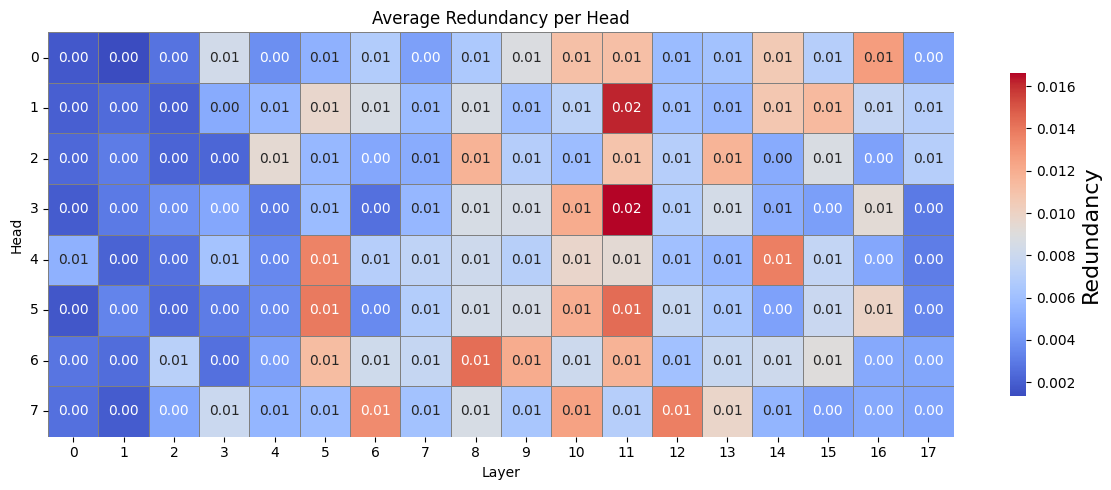 Average Redundancy per Head
0 0.00 0.00 0.00 0.01 0.00 0.01 0.01 0.00 0.01 0.01 0.01 0.01 0.01 0.01 0.01 0.01 0.01 0.00
1 0.00 0.00 0.00 0.00 0.01 0.01 0.01 0.01 0.01 0.01 0.01 0.02 0.01 0.01 0.01 0.01 0.01 0.01
2 0.00 0.00 0.00 0.00 0.01 0.01 0.00 0.01 0.01 0.01 0.01 0.01 0.01 0.01 0.00 0.01 0.00 0.01
3 0.00 0.00 0.00 0.00 0.00 0.01 0.00 0.01 0.01 0.01 0.01 0.02 0.01 0.01 0.01 0.00 0.01 0.00
4 0.01 0.00 0.00 0.01 0.00 0.01 0.01 0.01 0.01 0.01 0.01 0.01 0.01 0.01 0.01 0.01 0.00 0.00
5 0.00 0.00 0.00 0.00 0.00 0.01 0.00 0.01 0.01 0.01 0.01 0.01 0.01 0.01 0.00 0.01 0.01 0.00
6 0.00 0.00 0.01 0.00 0.00 0.01 0.01 0.01 0.01 0.01 0.01 0.01 0.01 0.01 0.01 0.01 0.00 0.00
7 0.00 0.00 0.00 0.01 0.01 0.01 0.01 0.01 0.01 0.01 0.01 0.01 0.01 0.01 0.01 0.00 0.00 0.00
0 1 2 3 4 5 6 7 8 9 10 11 12 13 14 15 16 17
Head
Layer
0.016
0.014
0.012
0.010
0.008
0.006
0.004
0.002
Redundancy